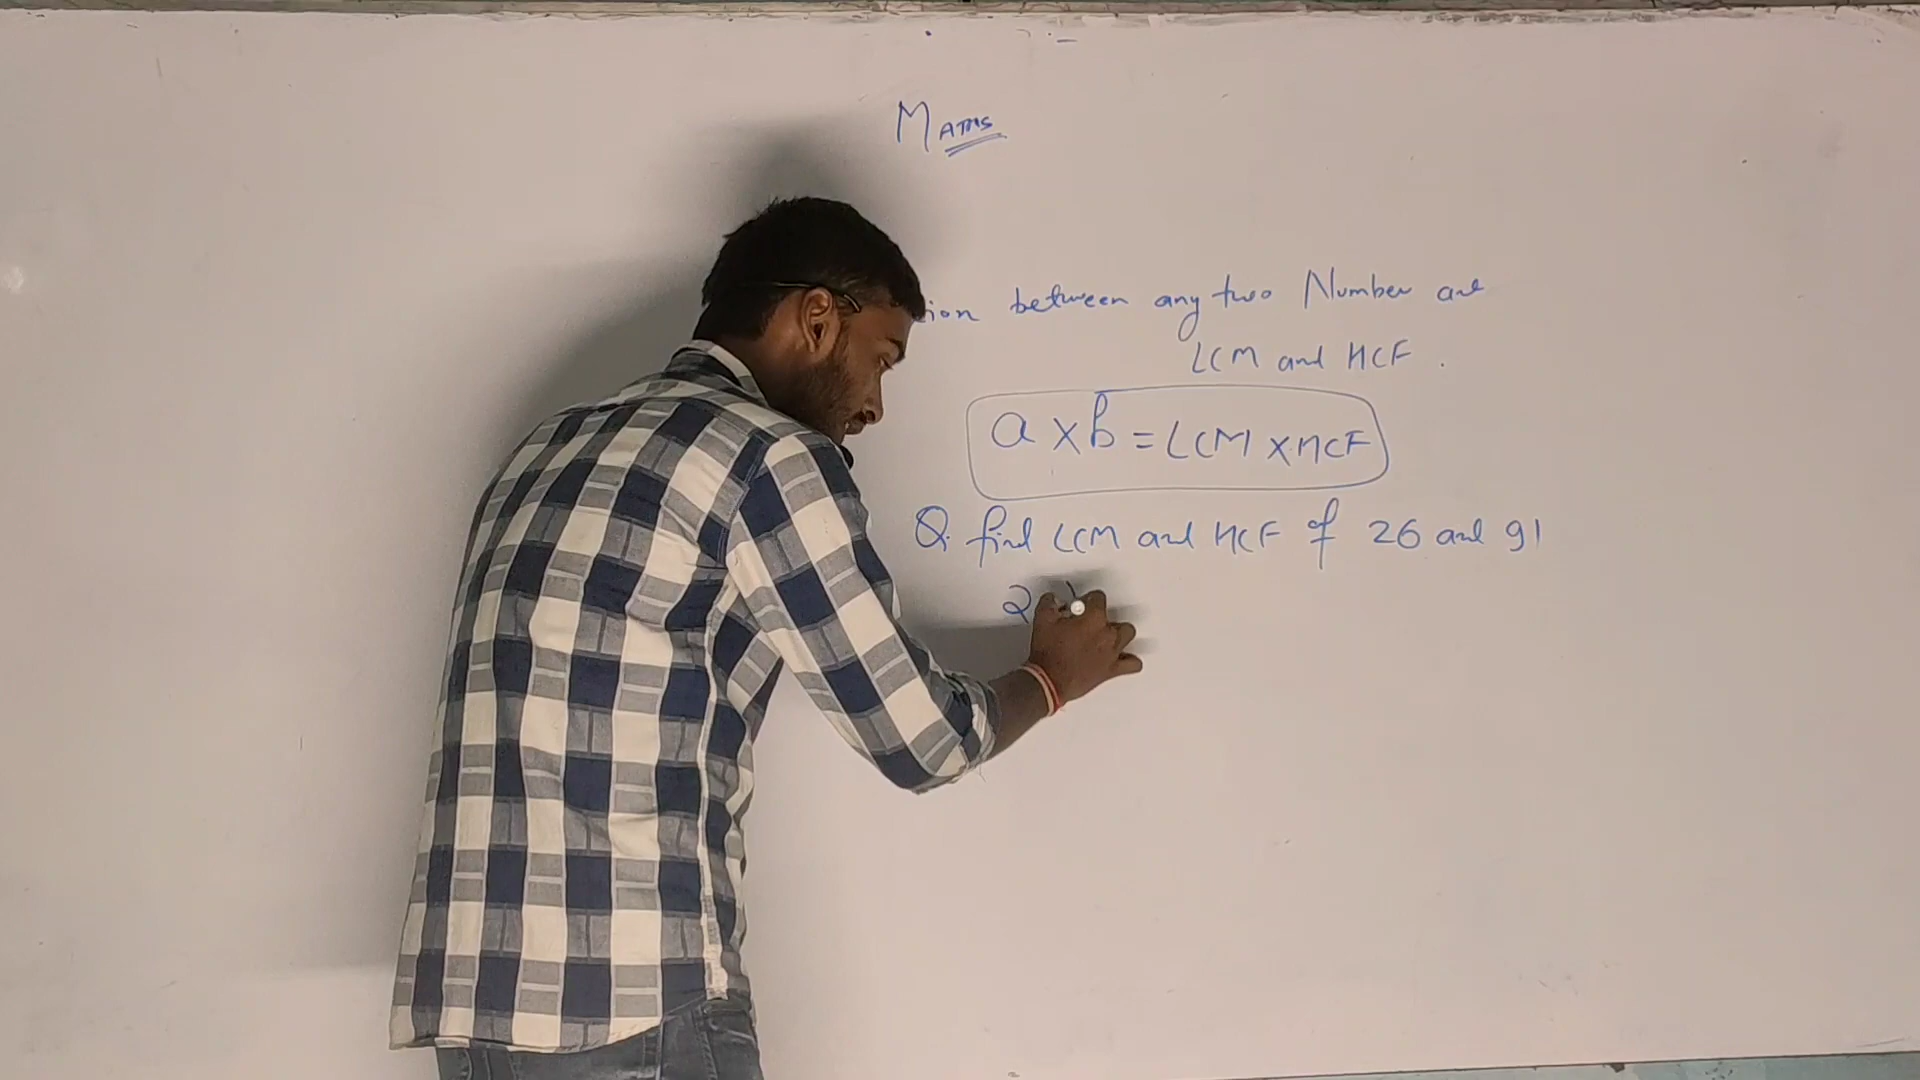 MATHS
ion between any two Number are
LCM and HCF .
a x b = LCM x HCF
Q. find LCM and HCF of 26 and 91
2